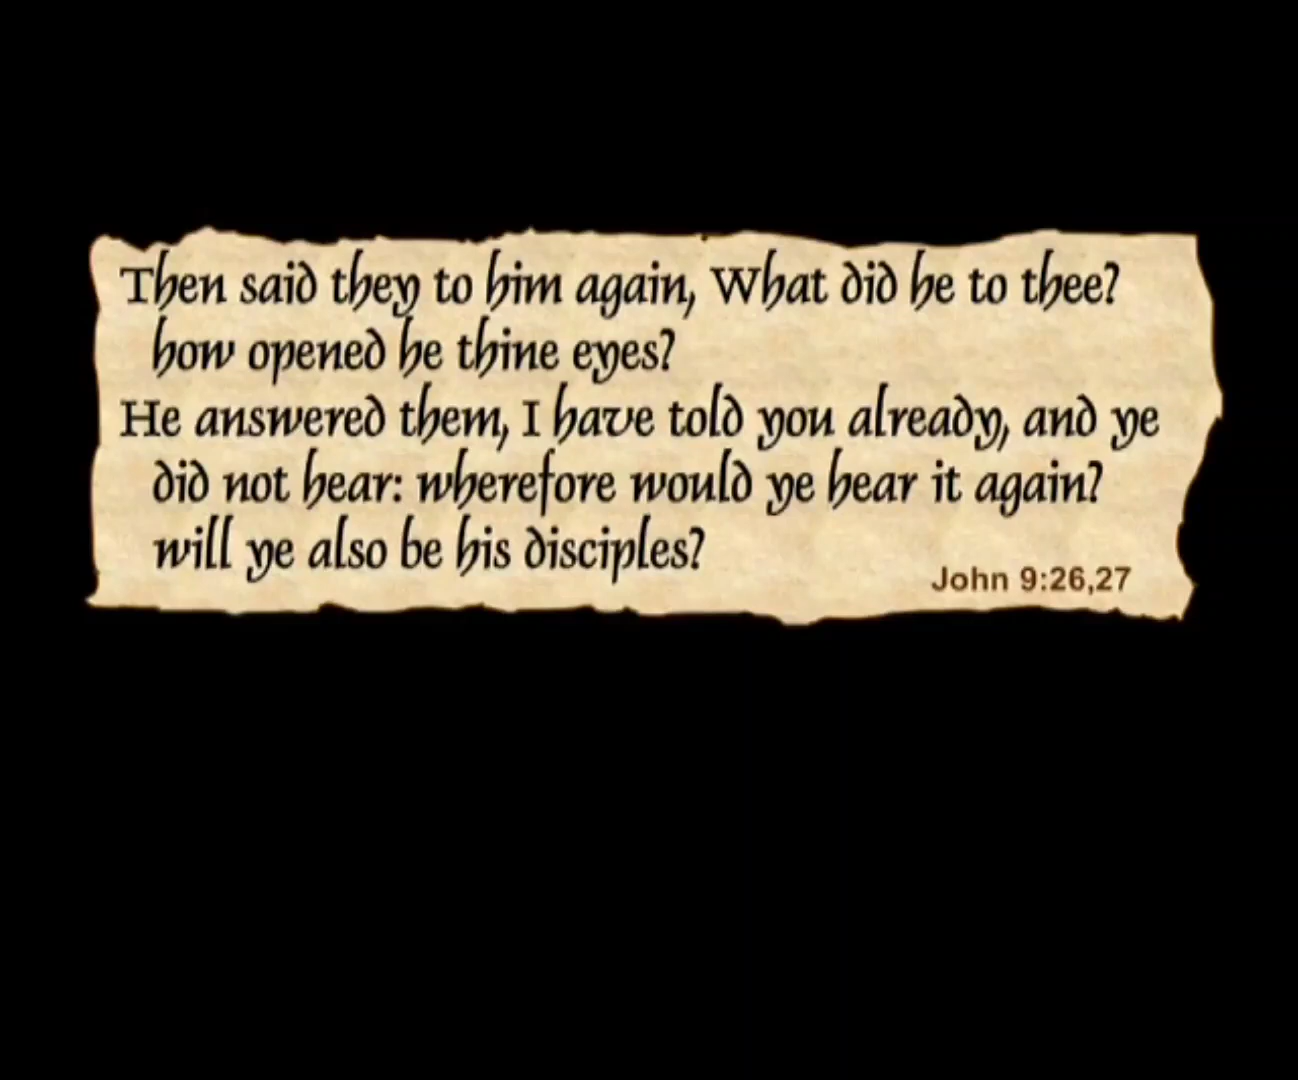 Then said they to him again, What did he to thee?
how opened he thine eyes?
He answered them, I have told you already, and ye
did not hear: wherefore would ye hear it again?
will ye also be his disciples?
John 9:26,27